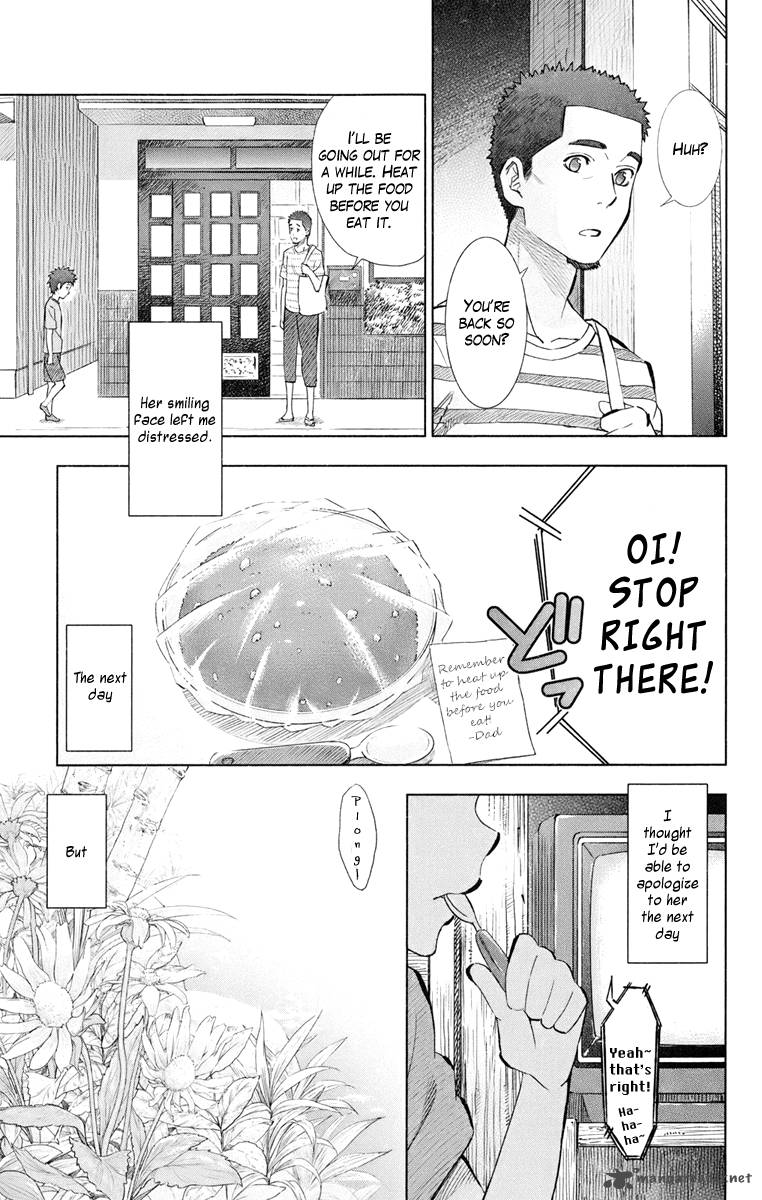 HUH?
YOU'RE
BACK SO
SOON?
I'LL BE
GOING OUT FOR
A WHILE. HEAT
UP THE FOOD
BEFORE YOU
EAT IT.
Her smiling
face left me
distressed.
OI!
STOP
RIGHT
THERE!
どっ
Remember
to heat up
the food
before you
eat!
-Dad
The next
day
I
thought
I'd be
able to
apologize
to her
the next
day
Yeah~
that's
right!
Ha-
ha-
ha~
Plong!
But